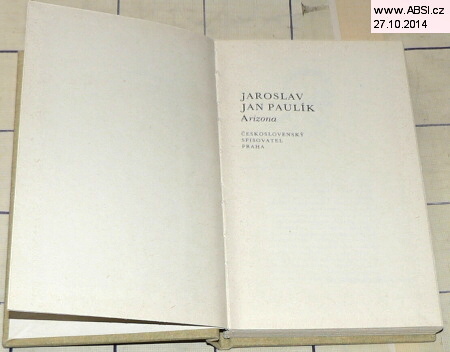 www.ABSI.cz
27.10.2014
JAROSLAV
JAN PAULÍK
Arizona
ČESKOSLOVENSKÝ
SPISOVATEL
PRAHA